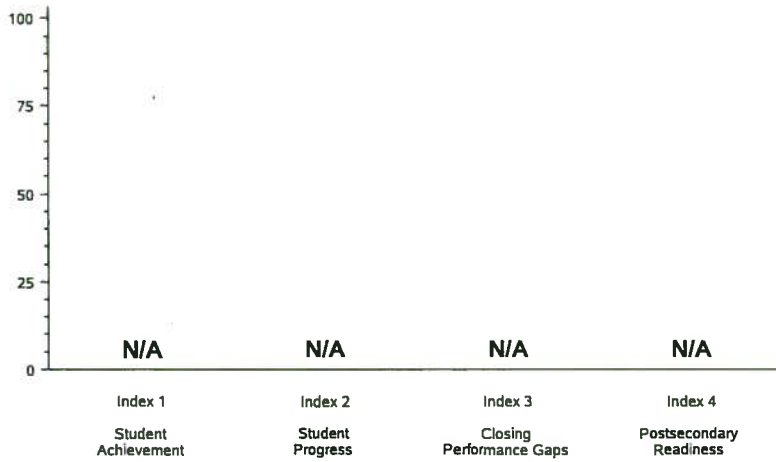 100
75
50
25
N/A N/A N/A N/A
0
Index 1 Index 2 Index 3 Index 4
Student Student Closing Postsecondary
Achievement Progress Performance Gaps Readiness